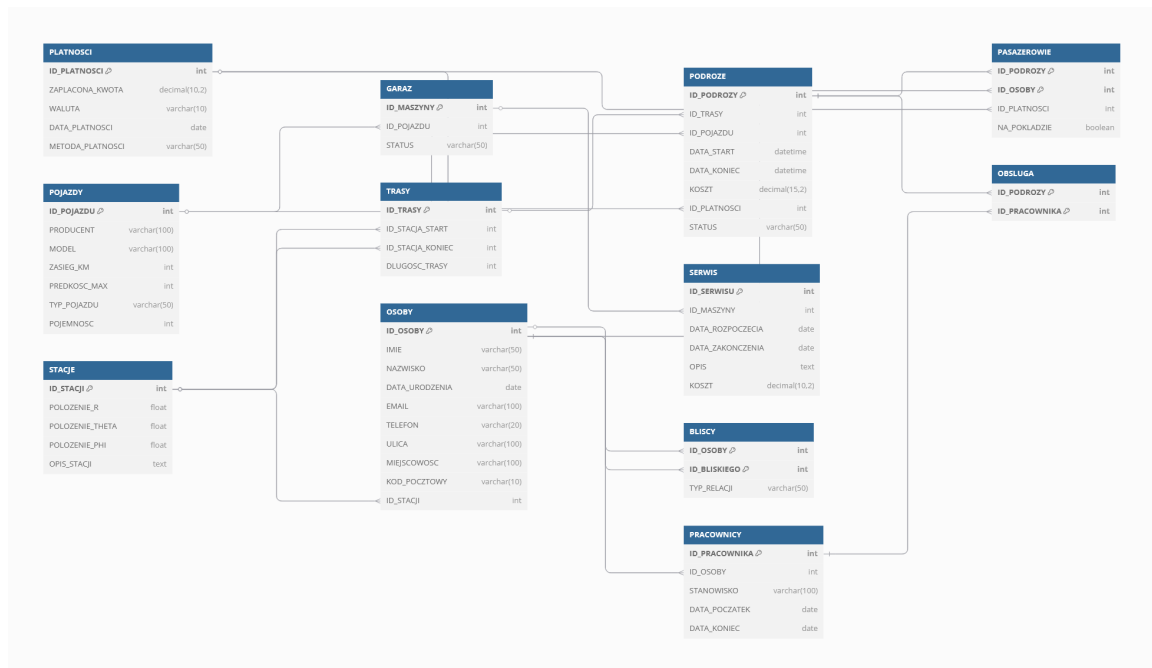 PLATNOSCI
ID_PLATNOSCI int
ZAPLACONA_KWOTA decimal(10,2)
WALUTA varchar(10)
DATA_PLATNOSCI date
METODA_PLATNOSCI varchar(50)
POJAZDY
ID_POJAZDU int
PRODUCENT varchar(100)
MODEL varchar(100)
ZASIEG_KM int
PREDKOSC_MAX int
TYP_POJAZDU varchar(50)
POJEMNOSC int
STACJE
ID_STACJI int
POLOZENIE_R float
POLOZENIE_THETA float
POLOZENIE_PHI float
OPIS_STACJI text
GARAZ
ID_MASZYNY int
ID_POJAZDU int
STATUS varchar(50)
TRASY
ID_TRASY int
ID_STACJA_START int
ID_STACJA_KONIEC int
DLUGOSC_TRASY int
OSOBY
ID_OSOBY int
IMIE varchar(50)
NAZWISKO varchar(50)
DATA_URODZENIA date
EMAIL varchar(100)
TELEFON varchar(20)
ULICA varchar(100)
MIEJSCOWOSC varchar(100)
KOD_POCZTOWY varchar(10)
ID_STACJI int
PODROZE
ID_PODROZY int
ID_TRASY int
ID_POJAZDU int
DATA_START datetime
DATA_KONIEC datetime
KOSZT decimal(15,2)
ID_PLATNOSCI int
STATUS varchar(50)
SERWIS
ID_SERWISU int
ID_MASZYNY int
DATA_ROZPOCZECIA date
DATA_ZAKONCZENIA date
OPIS text
KOSZT decimal(10,2)
BLISCY
ID_OSOBY int
ID_BLISKIEGO int
TYP_RELACJI varchar(50)
PRACOWNICY
ID_PRACOWNIKA int
ID_OSOBY int
STANOWISKO varchar(100)
DATA_POCZATEK date
DATA_KONIEC date
PASAZEROWIE
ID_PODROZY int
ID_OSOBY int
ID_PLATNOSCI int
NA_POKLADZIE boolean
OBSLUGA
ID_PODROZY int
ID_PRACOWNIKA int